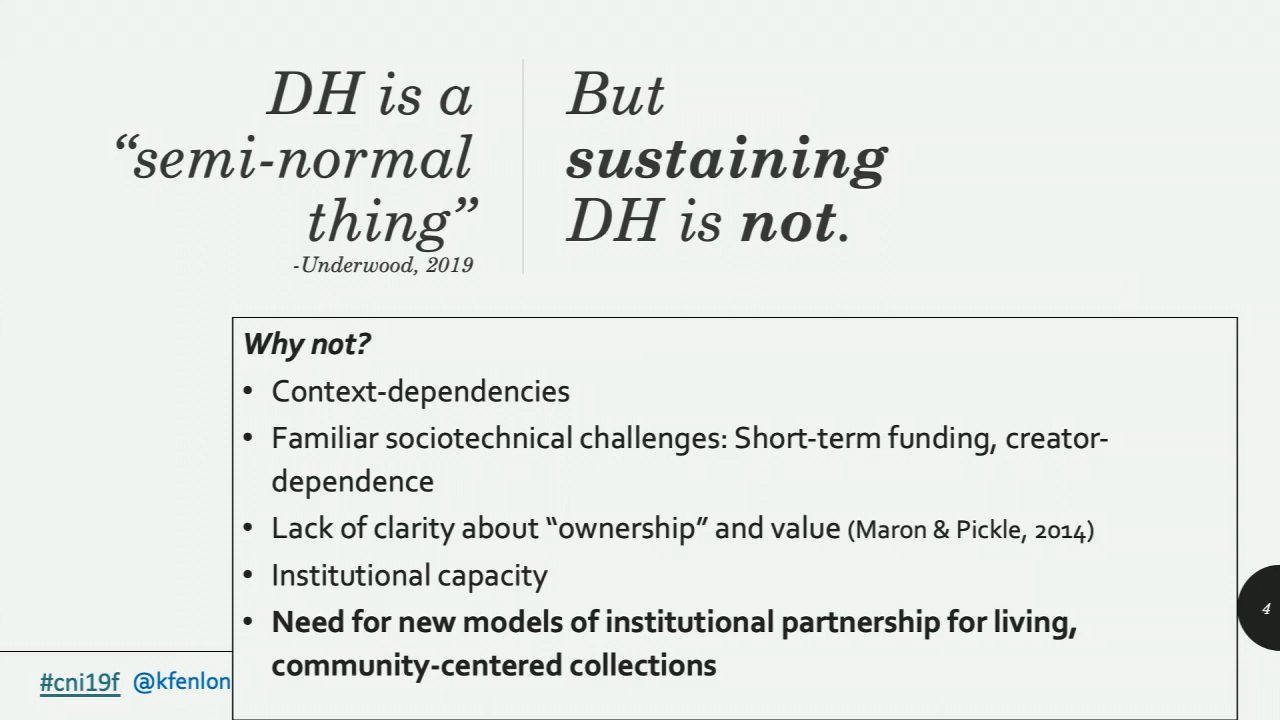 DH is a
“semi-normal
thing”
-Underwood, 2019
But
sustaining
DH is not.
Why not?
• Context-dependencies
• Familiar sociotechnical challenges: Short-term funding, creator-
dependence
• Lack of clarity about “ownership” and value (Maron & Pickle, 2014)
• Institutional capacity
• Need for new models of institutional partnership for living,
community-centered collections
4
#cni19f @kfenlon